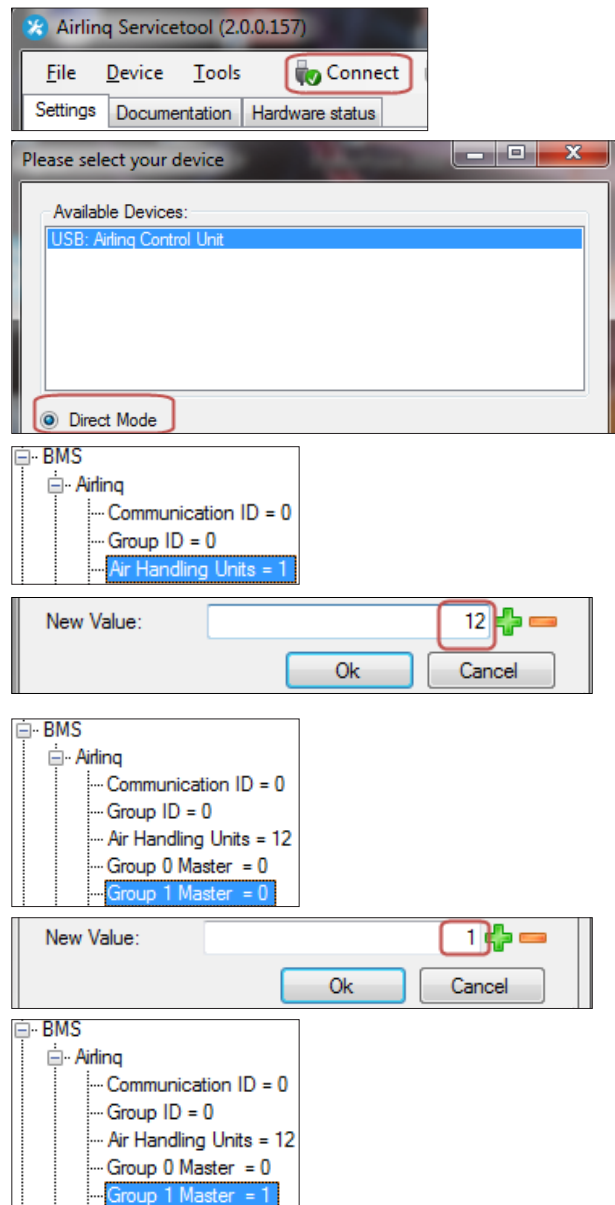 Airlinq Servicetool (2.0.0.157)
File Device Tools Connect
Settings Documentation Hardware status
Please select your device
Available Devices:
USB: Airlinq Control Unit
Direct Mode
BMS
Airlinq
Communication ID = 0
Group ID = 0
Air Handling Units = 1
New Value: 12
Ok Cancel
BMS
Airlinq
Communication ID = 0
Group ID = 0
Air Handling Units = 12
Group 0 Master = 0
Group 1 Master = 0
New Value: 1
Ok Cancel
BMS
Airlinq
Communication ID = 0
Group ID = 0
Air Handling Units = 12
Group 0 Master = 0
Group 1 Master = 1